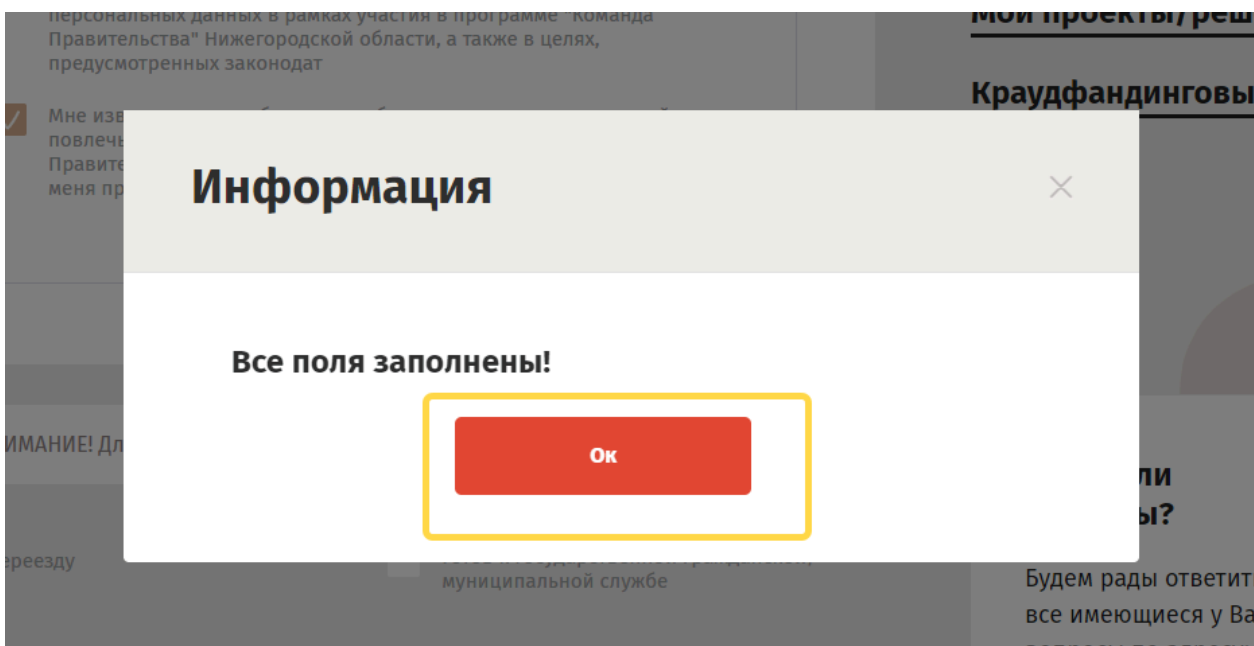 персональных данных в рамках участия в программе "Команда
Правительства" Нижегородской области, а также в целях,
предусмотренных законодат
Мои проекты/реш
Краудфандинговы
Мне изв
повлечь
Правите
меня пр
Информация
Все поля заполнены!
Ок
ИМАНИЕ! Дл
ли
ы?
ереезду
муниципальной службе
Будем рады ответить
все имеющиеся у Ва